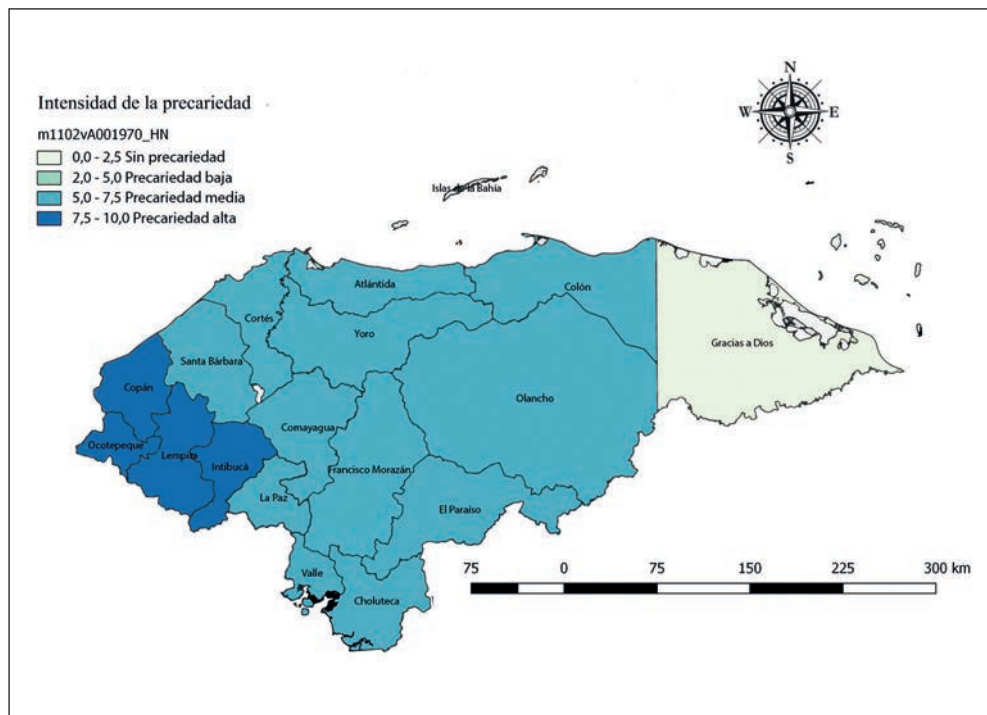 N
W E
S
Intensidad de la precariedad
m1102vA001970_HN
0,0 - 2,5 Sin precariedad
2,0 - 5,0 Precariedad baja
5,0 - 7,5 Precariedad media
7,5 - 10,0 Precariedad alta
Islas de la Bahía
Atlántida
Colón
Cortés
Yoro
Gracias a Dios
Santa Bárbara
Copán
Olancho
Comayagua
Ocotepeque
Lempira
Intibucá
Francisco Morazán
La Paz
El Paraíso
Valle
Choluteca
75 0 75 150 225 300 km